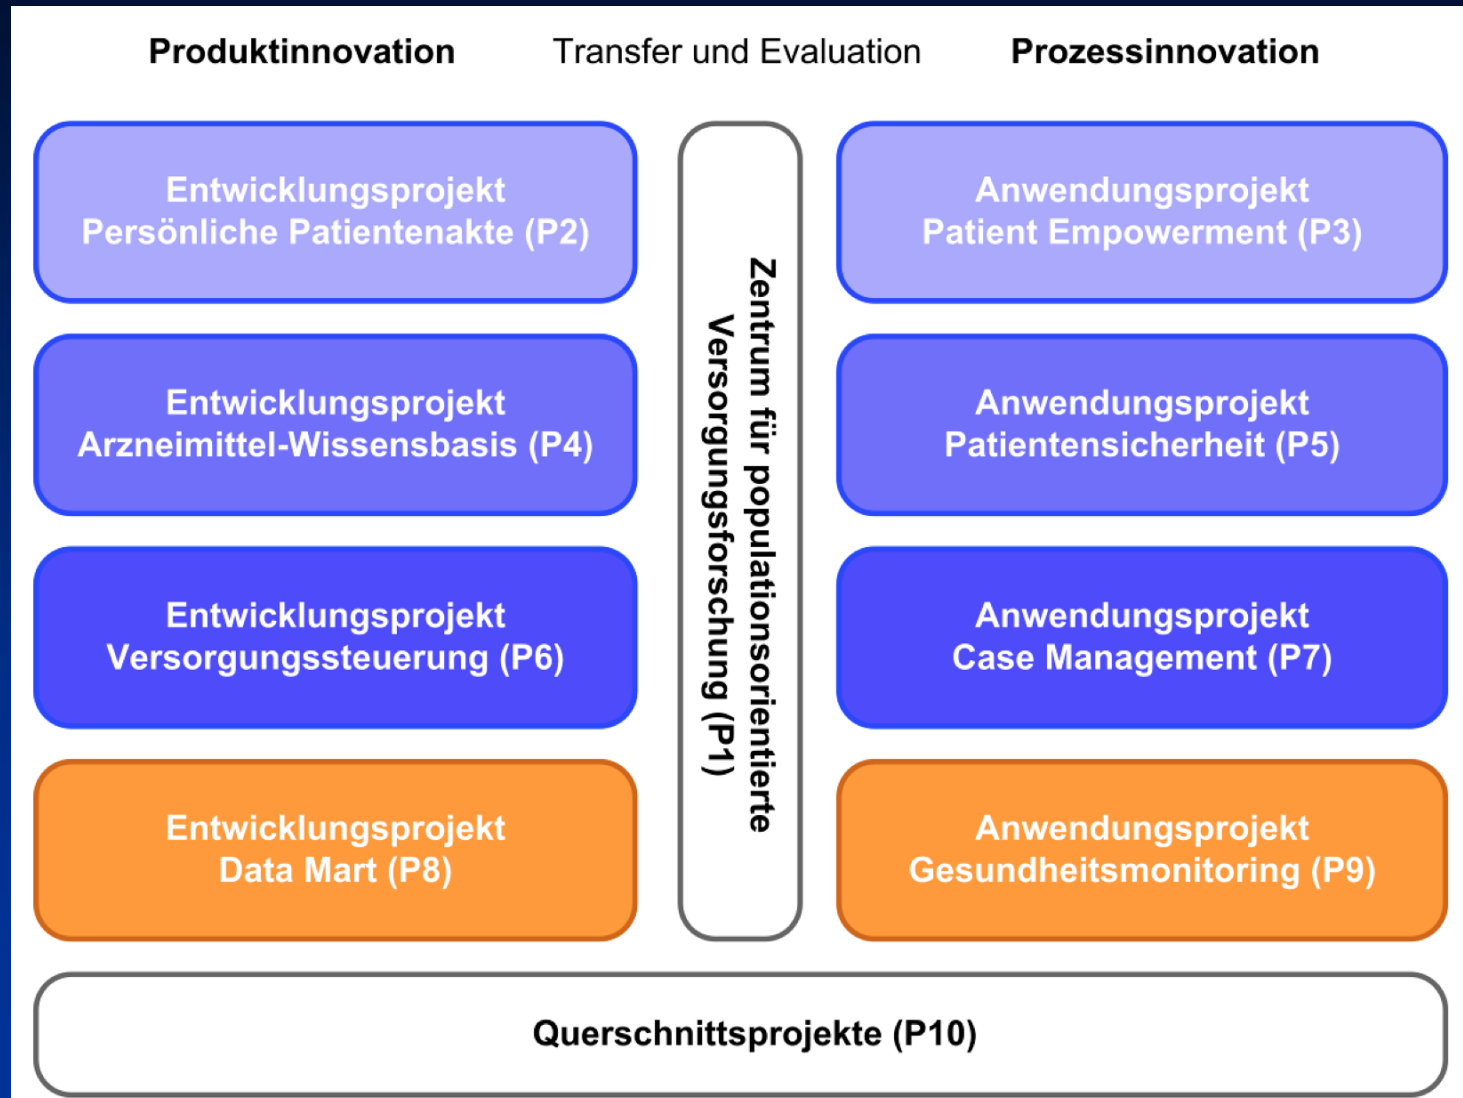 Produktinnovation
Transfer und Evaluation
Prozessinnovation
Entwicklungsprojekt
Persönliche Patientenakte (P2)
Anwendungsprojekt
Patient Empowerment (P3)
Entwicklungsprojekt
Arzneimittel-Wissensbasis (P4)
Anwendungsprojekt
Patientensicherheit (P5)
Entwicklungsprojekt
Versorgungssteuerung (P6)
Anwendungsprojekt
Case Management (P7)
Entwicklungsprojekt
Data Mart (P8)
Anwendungsprojekt
Gesundheitsmonitoring (P9)
Zentrum für populationsorientierte
Versorgungsforschung (P1)
Querschnittsprojekte (P10)